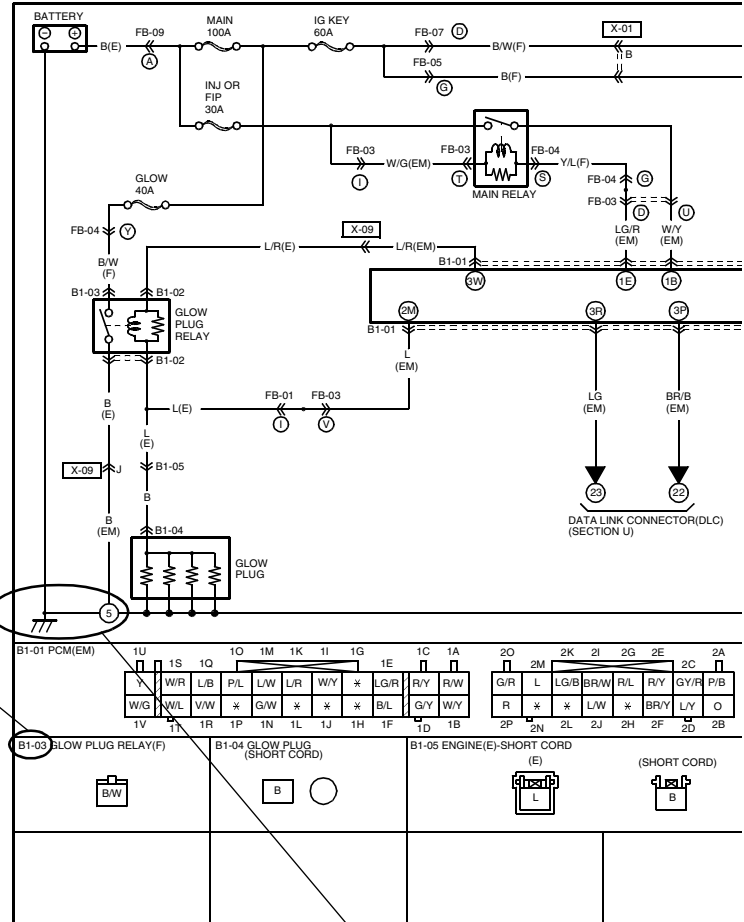 BATTERY
B(E)
FB-09
A
MAIN
100A
IG KEY
60A
FB-07
D
B/W(F)
X-01
B
FB-05
G
B(F)
INJ OR
FIP
30A
FB-03
I
W/G(EM)
FB-03
T
MAIN RELAY
FB-04
S
Y/L(F)
FB-04
G
FB-03
D
U
LG/R
(EM)
W/Y
(EM)
GLOW
40A
FB-04
Y
B/W
(F)
L/R(E)
X-09
L/R(EM)
B1-01
3W
1E
1B
B1-03
B1-02
GLOW
PLUG
RELAY
B1-02
2M
3R
3P
B1-01
L
(EM)
B
(E)
L(E)
FB-01
FB-03
I
V
LG
(EM)
BR/B
(EM)
L
(E)
X-09
J
B1-05
B
B
(EM)
B1-04
GLOW
PLUG
23
22
DATA LINK CONNECTOR(DLC)
(SECTION U)
5
B1-01 PCM(EM)
1U 1S 1Q 1O 1M 1K 1I 1G 1E 1C 1A
Y W/R L/B P/L L/W L/R W/Y * LG/R R/Y R/W
W/G W/L V/W * G/W * * * B/L G/Y W/Y
1V 1T 1R 1P 1N 1L 1J 1H 1F 1D 1B
2O 2M 2K 2I 2G 2E 2C 2A
G/R L LG/B BR/W R/L R/Y GY/R P/B
R * * L/W * BR/Y L/Y O
2P 2N 2L 2J 2H 2F 2D 2B
B1-03 GLOW PLUG RELAY(F)
B/W
B1-04 GLOW PLUG
(SHORT CORD)
B
B1-05 ENGINE(E)-SHORT CORD
(E)
L
(SHORT CORD)
B